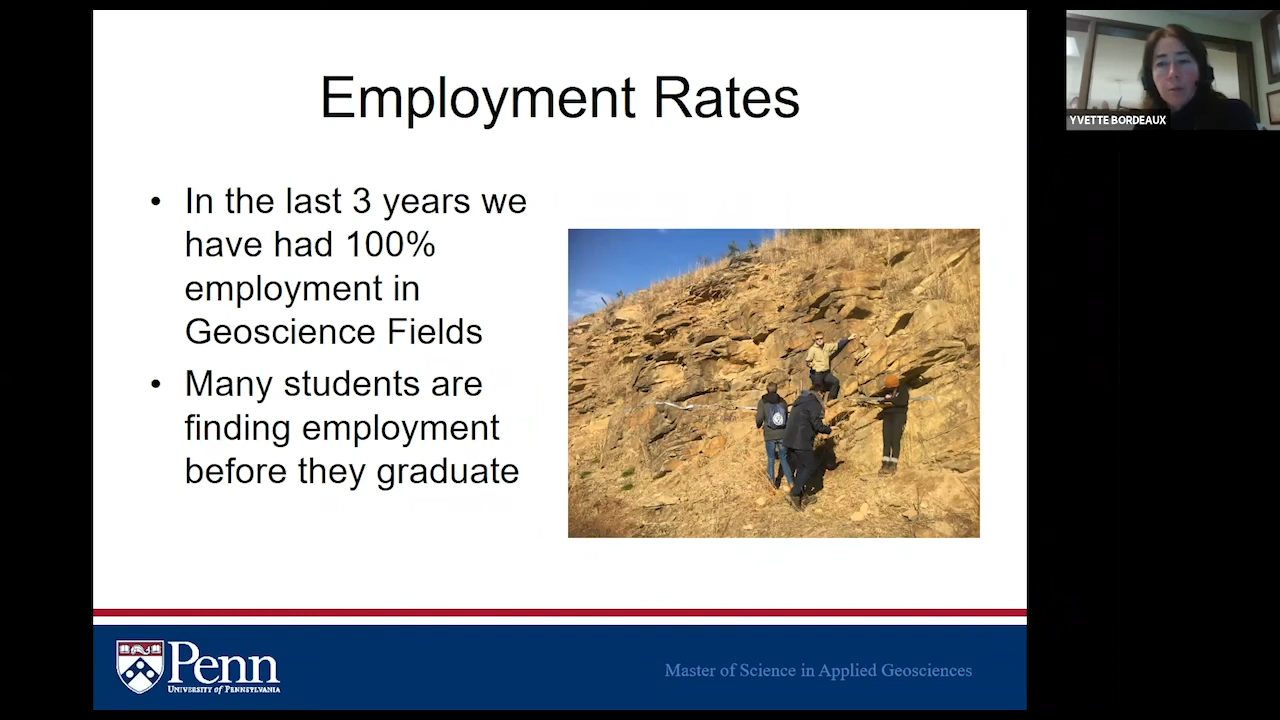 Employment Rates
YVETTE BORDEAUX
• In the last 3 years we
have had 100%
employment in
Geoscience Fields
• Many students are
finding employment
before they graduate
Penn
UNIVERSITY of PENNSYLVANIA
Master of Science in Applied Geosciences